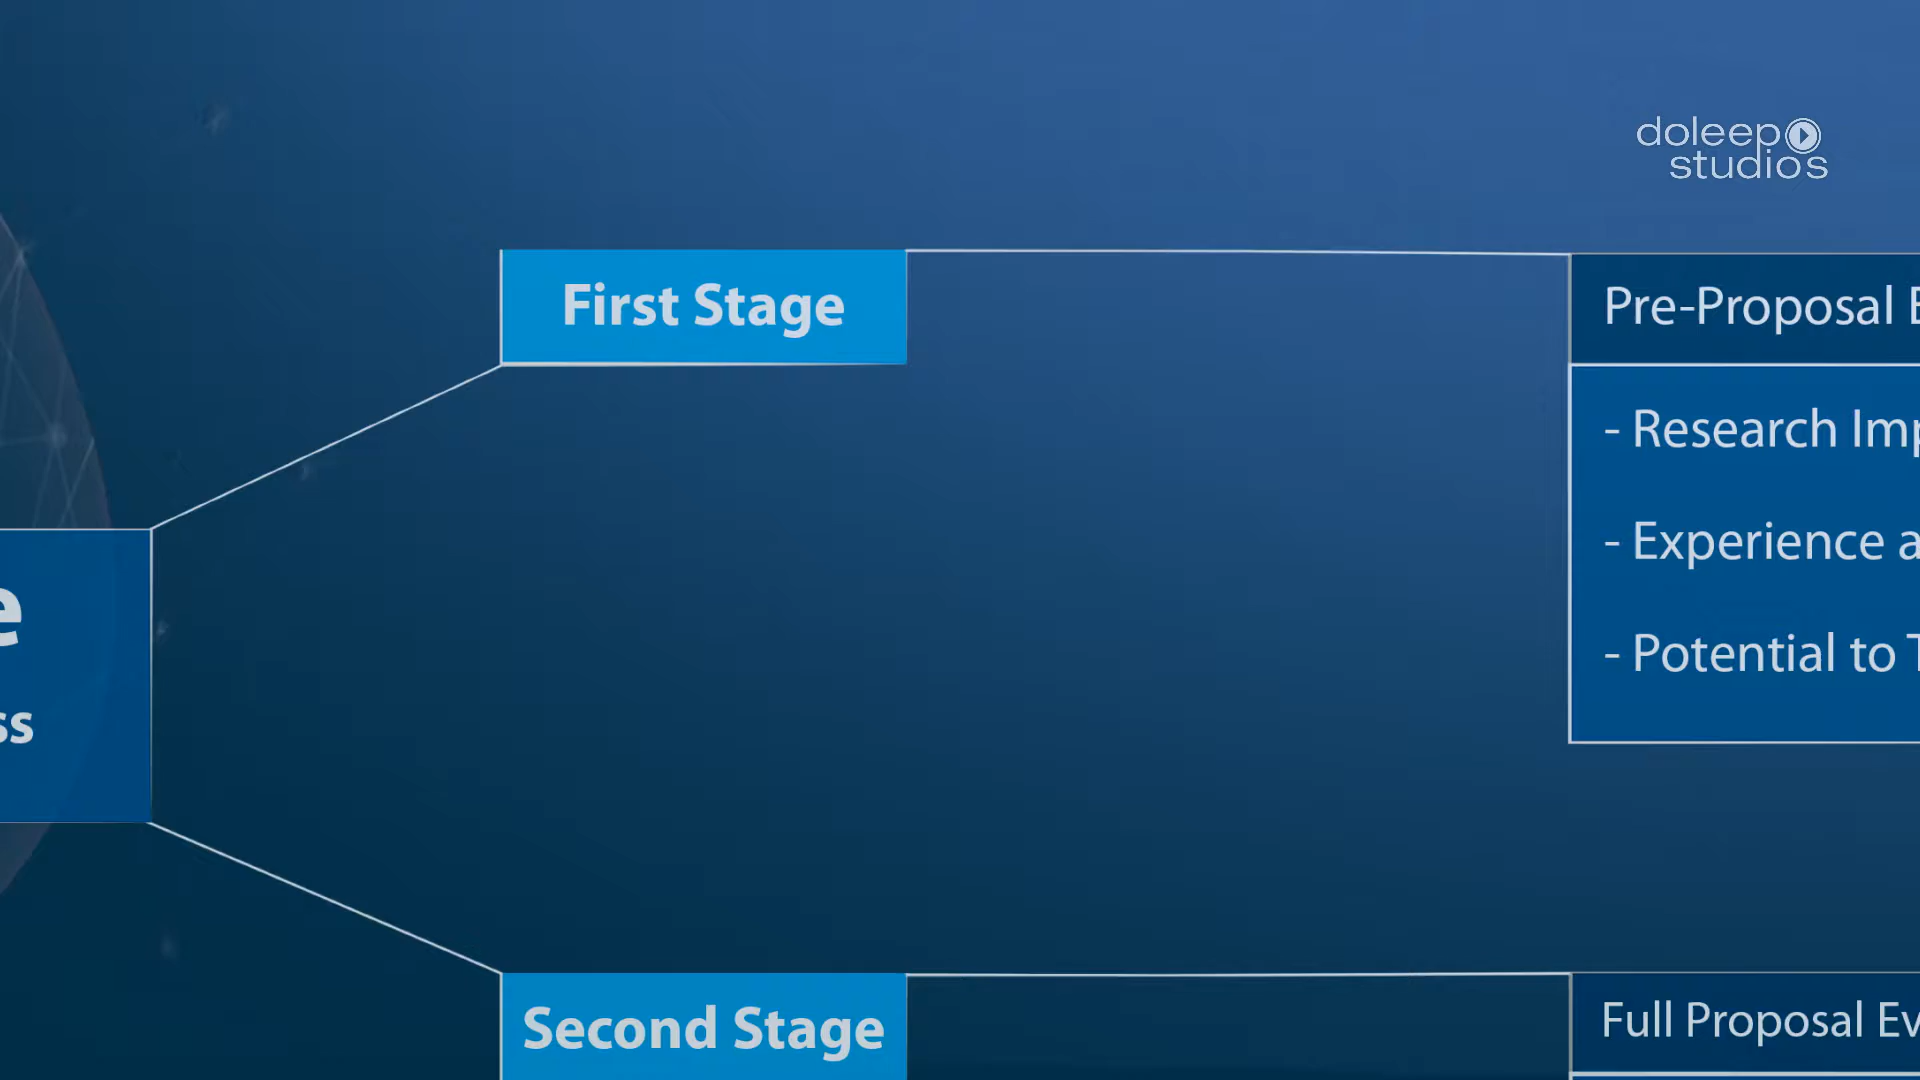 doleep
studios
First Stage
Pre-Proposal
- Research
- Experience
- Potential to
Second Stage
Full Proposal